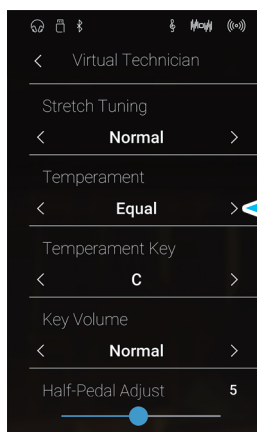 Virtual Technician
Stretch Tuning
Normal
Temperament
Equal
Temperament Key
C
Key Volume
Normal
Half-Pedal Adjust 5